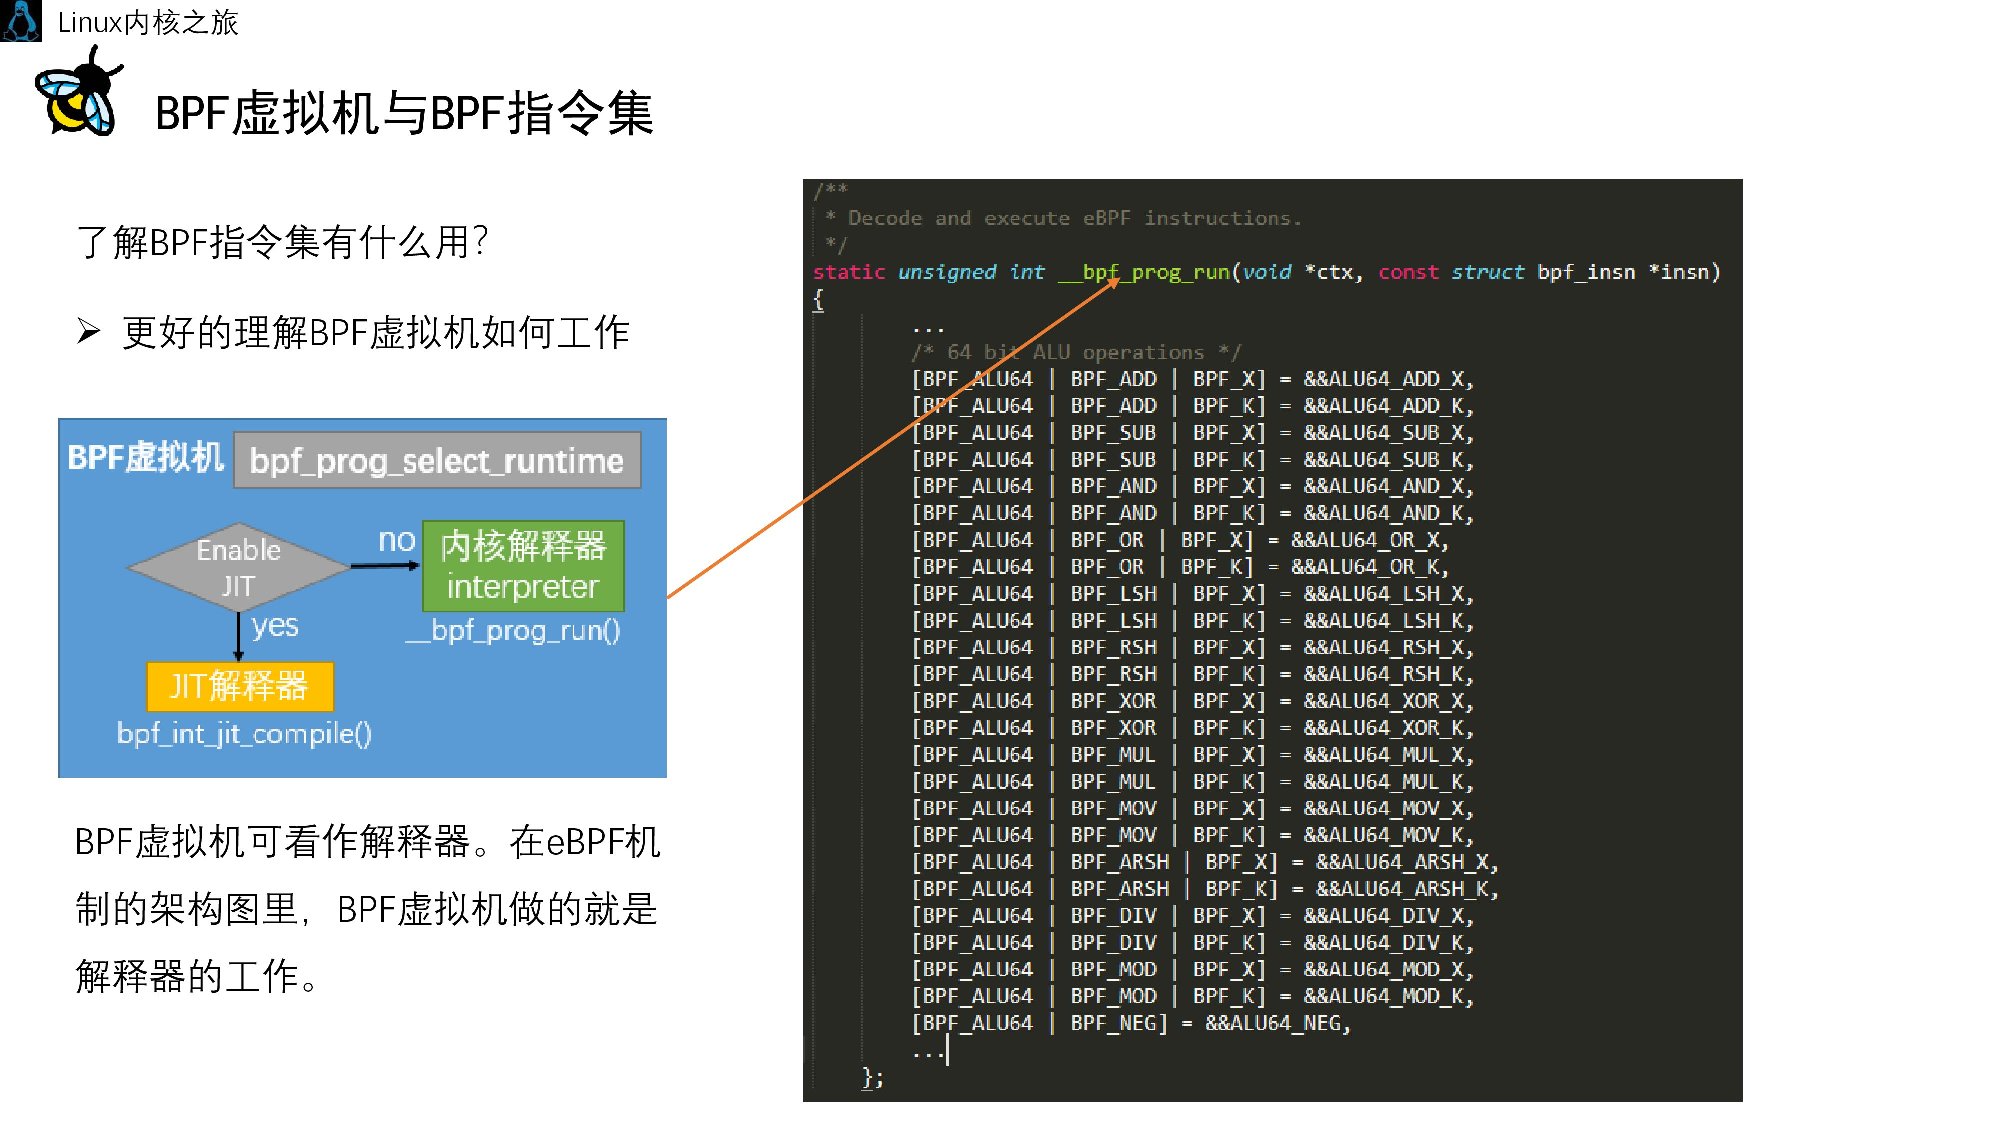 Linux内核之旅
BPF虚拟机与BPF指令集
了解BPF指令集有什么用？
➢ 更好的理解BPF虚拟机如何工作
BPF虚拟机
bpf_prog_select_runtime
Enable
JIT
no
内核解释器
interpreter
__bpf_prog_run()
yes
JIT解释器
bpf_int_jit_compile()
BPF虚拟机可看作解释器。在eBPF机
制的架构图里，BPF虚拟机做的就是
解释器的工作。
/**
* Decode and execute eBPF instructions.
*/
static unsigned int __bpf_prog_run(void *ctx, const struct bpf_insn *insn)
{
...
/* 64 bit ALU operations */
[BPF_ALU64 | BPF_ADD | BPF_X] = &&ALU64_ADD_X,
[BPF_ALU64 | BPF_ADD | BPF_K] = &&ALU64_ADD_K,
[BPF_ALU64 | BPF_SUB | BPF_X] = &&ALU64_SUB_X,
[BPF_ALU64 | BPF_SUB | BPF_K] = &&ALU64_SUB_K,
[BPF_ALU64 | BPF_AND | BPF_X] = &&ALU64_AND_X,
[BPF_ALU64 | BPF_AND | BPF_K] = &&ALU64_AND_K,
[BPF_ALU64 | BPF_OR | BPF_X] = &&ALU64_OR_X,
[BPF_ALU64 | BPF_OR | BPF_K] = &&ALU64_OR_K,
[BPF_ALU64 | BPF_LSH | BPF_X] = &&ALU64_LSH_X,
[BPF_ALU64 | BPF_LSH | BPF_K] = &&ALU64_LSH_K,
[BPF_ALU64 | BPF_RSH | BPF_X] = &&ALU64_RSH_X,
[BPF_ALU64 | BPF_RSH | BPF_K] = &&ALU64_RSH_K,
[BPF_ALU64 | BPF_XOR | BPF_X] = &&ALU64_XOR_X,
[BPF_ALU64 | BPF_XOR | BPF_K] = &&ALU64_XOR_K,
[BPF_ALU64 | BPF_MUL | BPF_X] = &&ALU64_MUL_X,
[BPF_ALU64 | BPF_MUL | BPF_K] = &&ALU64_MUL_K,
[BPF_ALU64 | BPF_MOV | BPF_X] = &&ALU64_MOV_X,
[BPF_ALU64 | BPF_MOV | BPF_K] = &&ALU64_MOV_K,
[BPF_ALU64 | BPF_ARSH | BPF_X] = &&ALU64_ARSH_X,
[BPF_ALU64 | BPF_ARSH | BPF_K] = &&ALU64_ARSH_K,
[BPF_ALU64 | BPF_DIV | BPF_X] = &&ALU64_DIV_X,
[BPF_ALU64 | BPF_DIV | BPF_K] = &&ALU64_DIV_K,
[BPF_ALU64 | BPF_MOD | BPF_X] = &&ALU64_MOD_X,
[BPF_ALU64 | BPF_MOD | BPF_K] = &&ALU64_MOD_K,
[BPF_ALU64 | BPF_NEG] = &&ALU64_NEG,
...
};